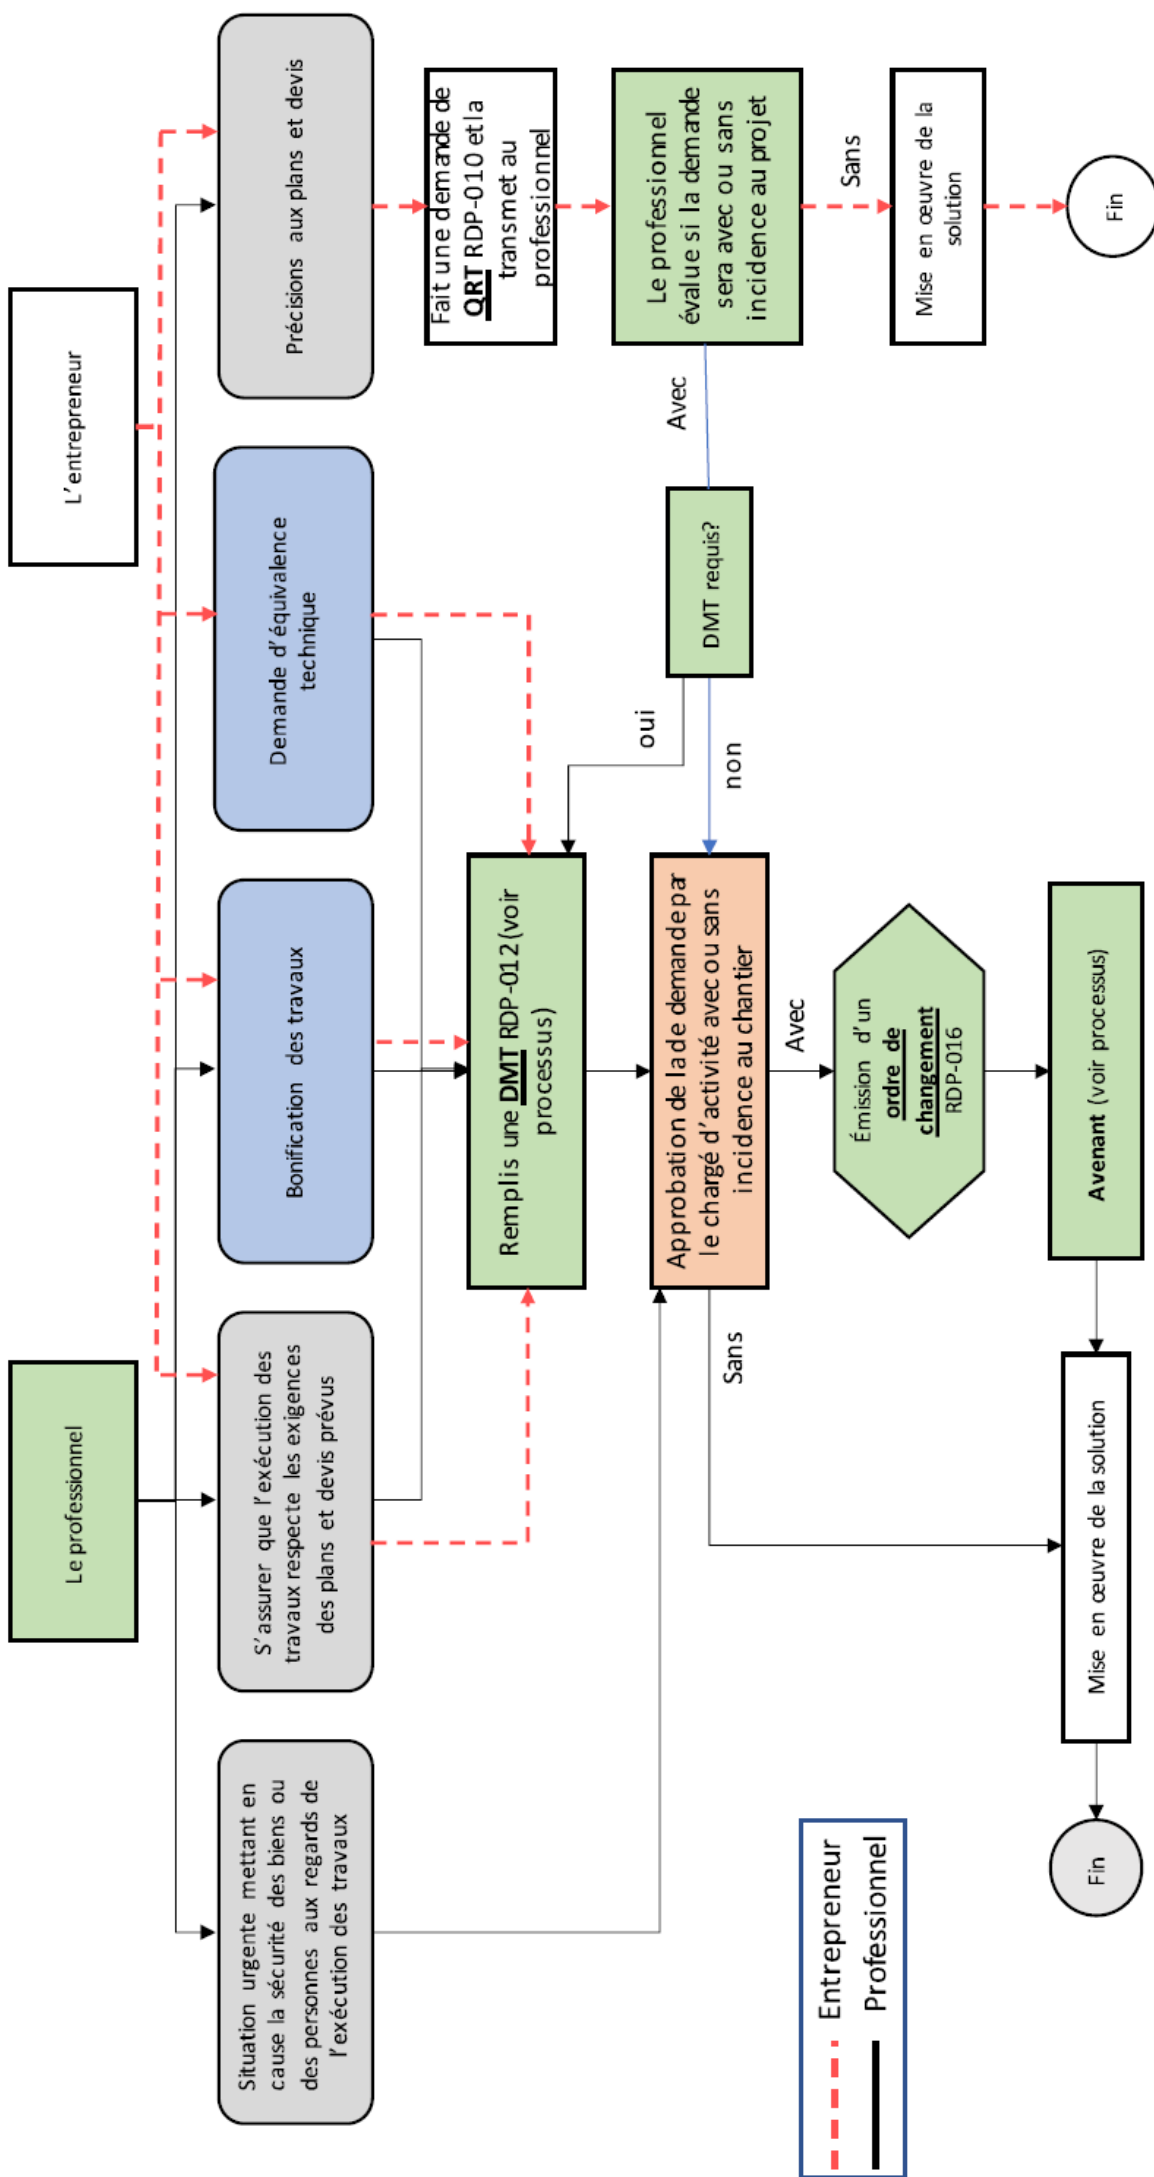 Le professionnel
L'entrepreneur
Situation urgente mettant en
cause la sécurité des biens ou
des personnes aux regards de
l'exécution des travaux
S'assurer que l'exécution des
travaux respecte les exigences
des plans et devis prévus
Bonification des travaux
Demande d'équivalence
technique
Précisions aux plans et devis
Fait une demande de
QRT RDP-010 et la
transmet au
professionnel
Remplis une DMT RDP-012 (voir
processus)
Le professionnel
évalue si la demande
sera avec ou sans
incidence au projet
Avec
DMT requis?
oui
non
Sans
Approbation de la demande par
le chargé d'activité avec ou sans
incidence au chantier
Sans
Avec
Mise en œuvre de la
solution
Fin
Émission d'un
ordre de
changement
RDP-016
Avenant (voir processus)
Mise en œuvre de la solution
Fin
Entrepreneur
Professionnel